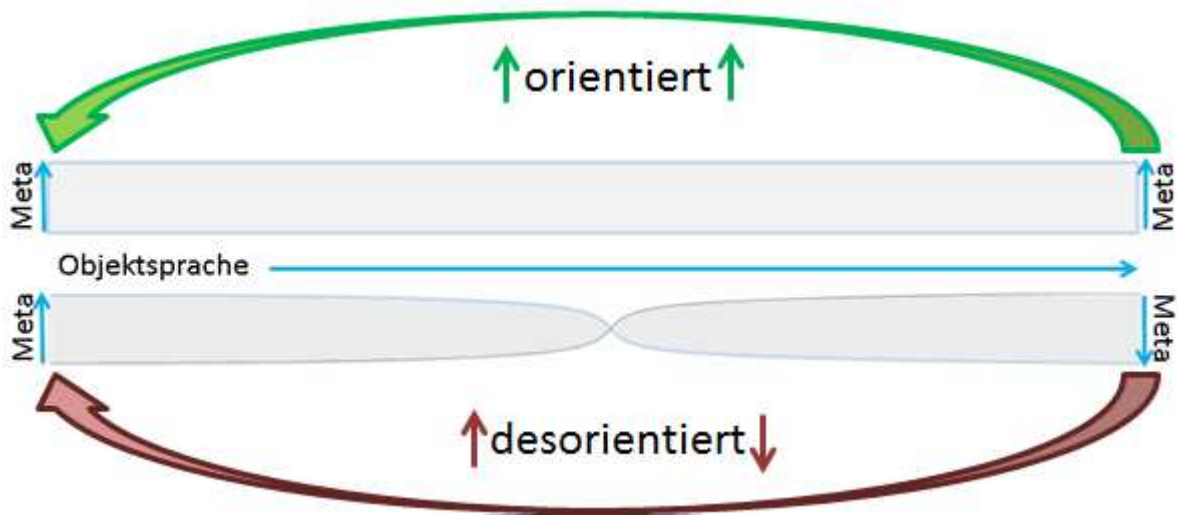 orientiert
Meta
Meta
Objektsprache
Meta
Meta
desorientiert